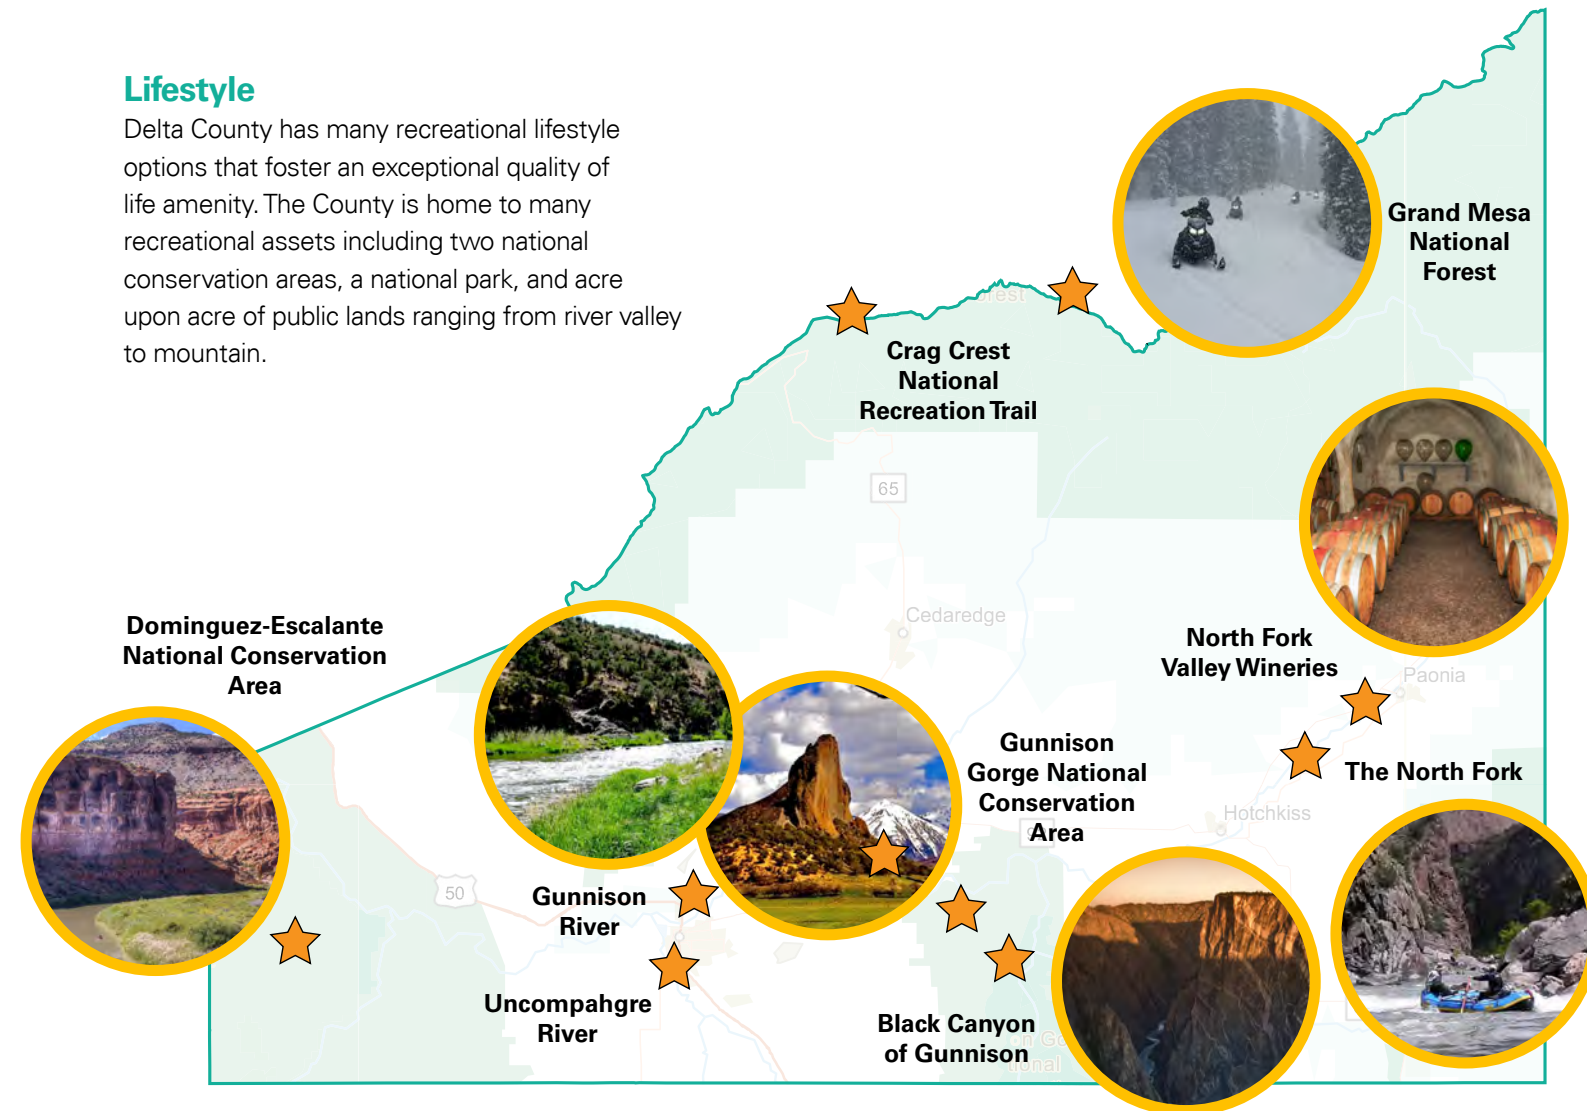 Lifestyle
Delta County has many recreational lifestyle
options that foster an exceptional quality of
life amenity. The County is home to many
recreational assets including two national
conservation areas, a national park, and acre
upon acre of public lands ranging from river valley
to mountain.
Grand Mesa
National
Forest
orest
Crag Crest
National
Recreation Trail
65
Cedaredge
Dominguez-Escalante
National Conservation
Area
North Fork
Valley Wineries
Paonia
Gunnison
Gorge National
Conservation
Area
The North Fork
Hotchkiss
50
Gunnison
River
Uncompahgre
River
Black Canyon
of Gunnison
on Go
tional